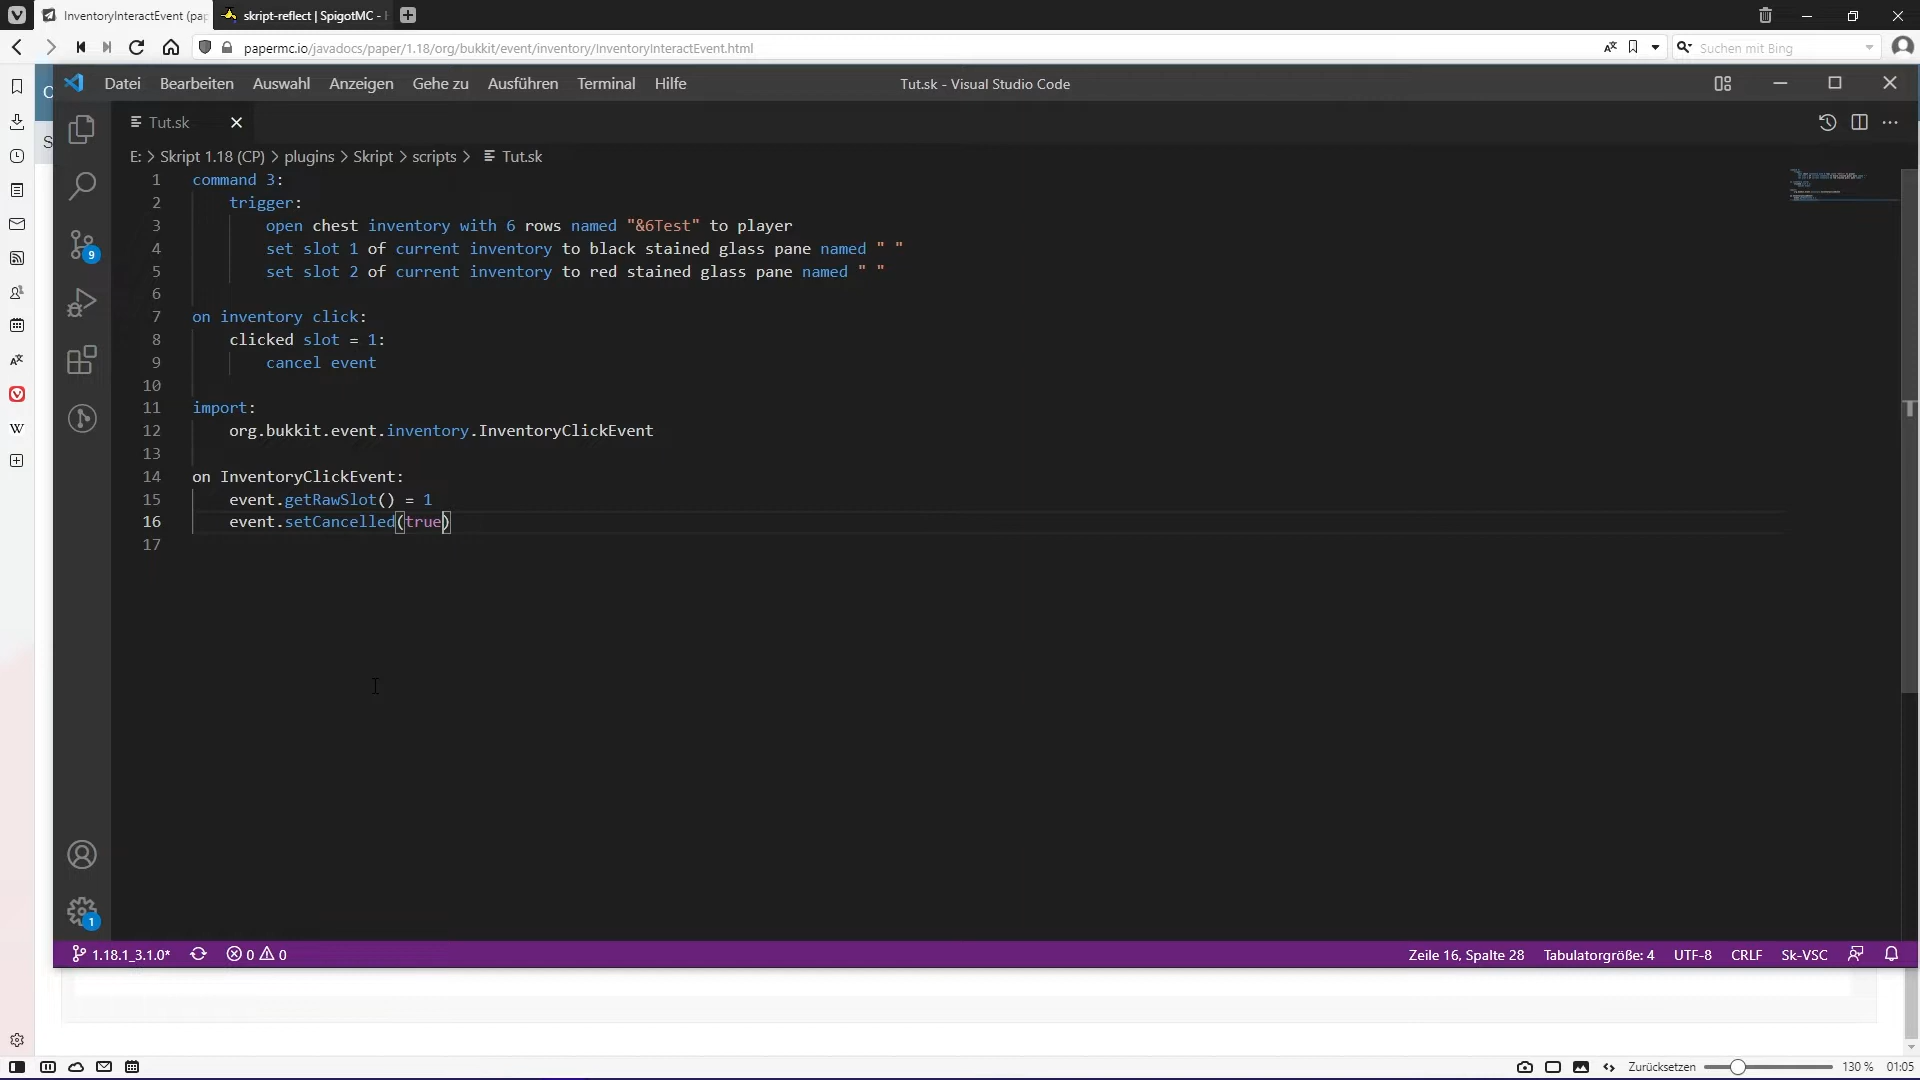 InventoryInteractEvent (pap
skript-reflect | SpigotMC -
papermc.io/javadocs/paper/1.18/org/bukkit/event/inventory/InventoryInteractEvent.html
Suchen mit Bing
Datei Bearbeiten Auswahl Anzeigen Gehe zu Ausführen Terminal Hilfe
Tut.sk - Visual Studio Code
Tut.sk
E: > Skript 1.18 (CP) > plugins > Skript > scripts > Tut.sk
1 command 3:
2 trigger:
3 open chest inventory with 6 rows named "&6Test" to player
4 set slot 1 of current inventory to black stained glass pane named " "
5 set slot 2 of current inventory to red stained glass pane named " "
6
7 on inventory click:
8 clicked slot = 1:
9 cancel event
10
11 import:
12 org.bukkit.event.inventory.InventoryClickEvent
13
14 on InventoryClickEvent:
15 event.getRawSlot() = 1
16 event.setCancelled(true)
17
9
1
1.18.1_3.1.0* 0 0
Zeile 16, Spalte 28 Tabulatorgröße: 4 UTF-8 CRLF Sk-VSC
Zurücksetzen 130 % 01:05